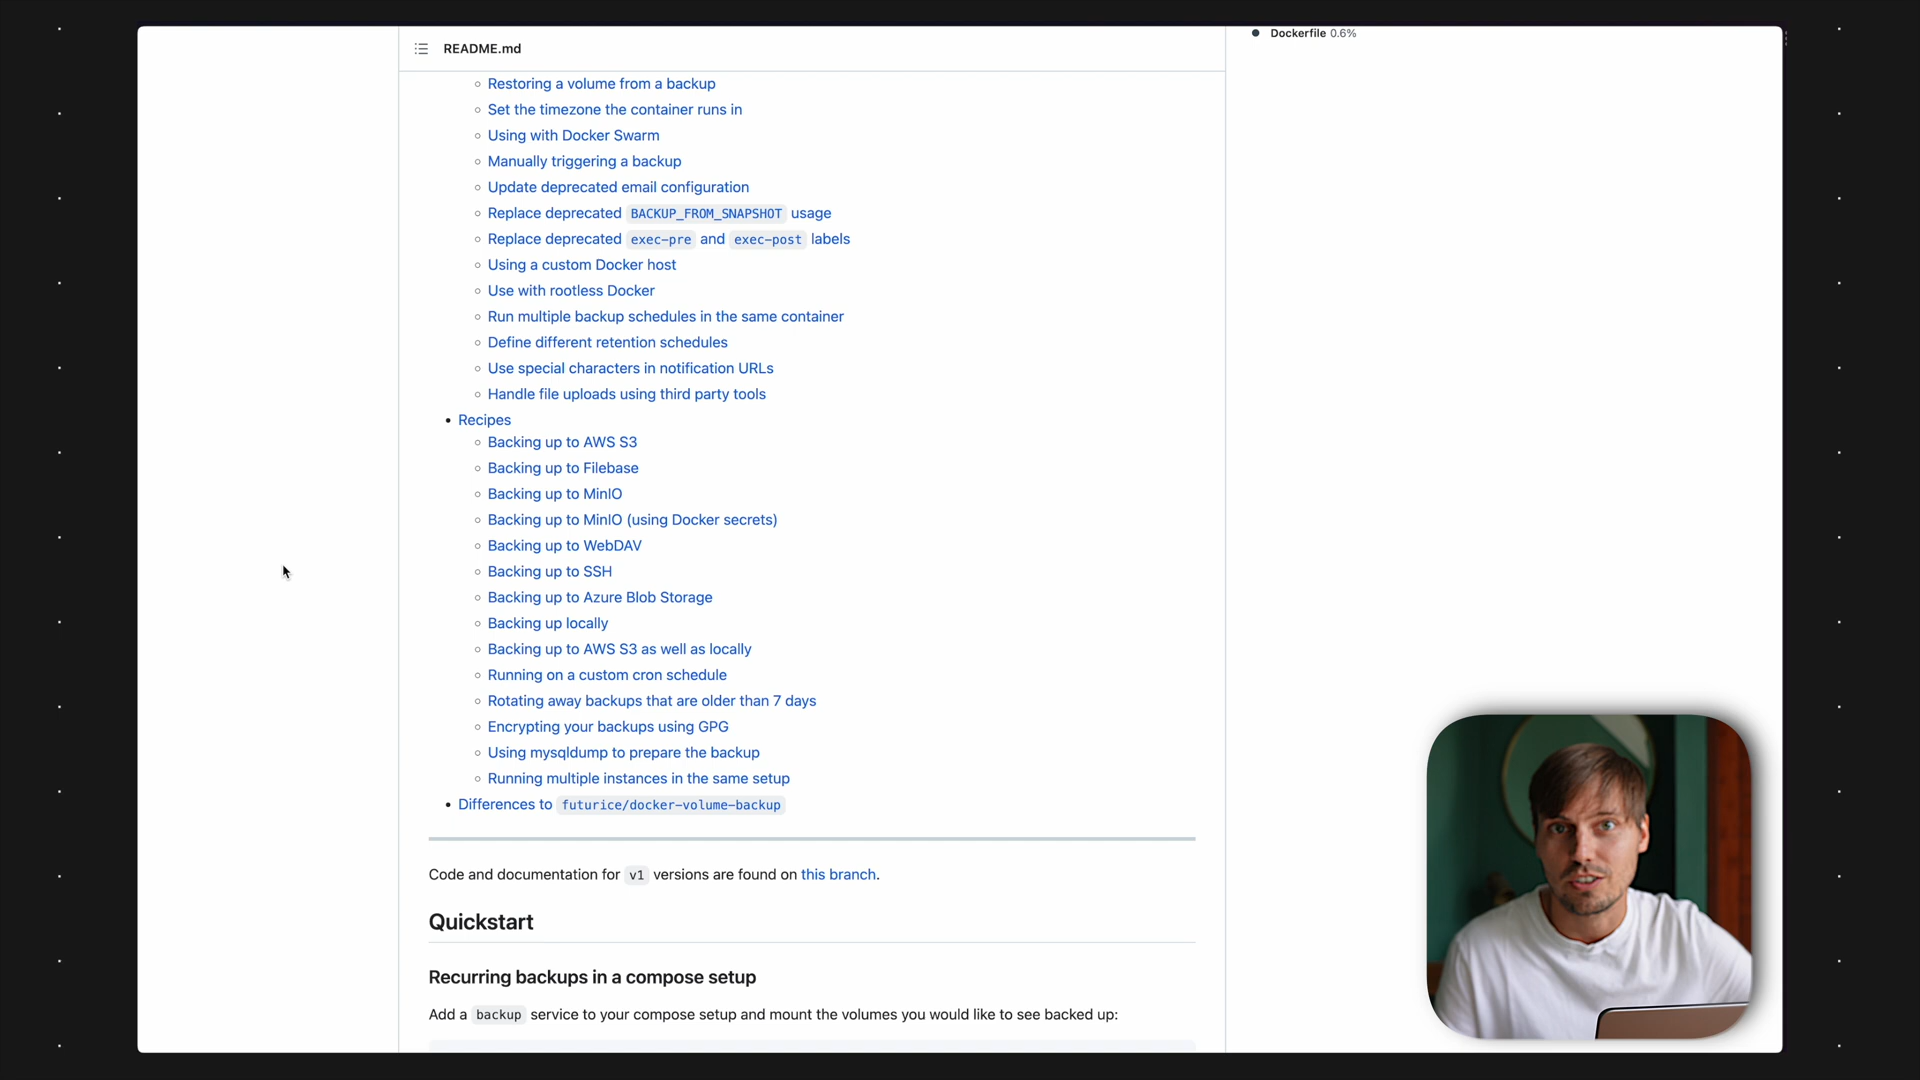 README.md
Dockerfile 0.6%
Restoring a volume from a backup
Set the timezone the container runs in
Using with Docker Swarm
Manually triggering a backup
Update deprecated email configuration
Replace deprecated BACKUP_FROM_SNAPSHOT usage
Replace deprecated exec-pre and exec-post labels
Using a custom Docker host
Use with rootless Docker
Run multiple backup schedules in the same container
Define different retention schedules
Use special characters in notification URLs
Handle file uploads using third party tools
Recipes
Backing up to AWS S3
Backing up to Filebase
Backing up to MinIO
Backing up to MinIO (using Docker secrets)
Backing up to WebDAV
Backing up to SSH
Backing up to Azure Blob Storage
Backing up locally
Backing up to AWS S3 as well as locally
Running on a custom cron schedule
Rotating away backups that are older than 7 days
Encrypting your backups using GPG
Using mysqldump to prepare the backup
Running multiple instances in the same setup
Differences to futurice/docker-volume-backup
Code and documentation for v1 versions are found on this branch.
Quickstart
Recurring backups in a compose setup
Add a backup service to your compose setup and mount the volumes you would like to see backed up: